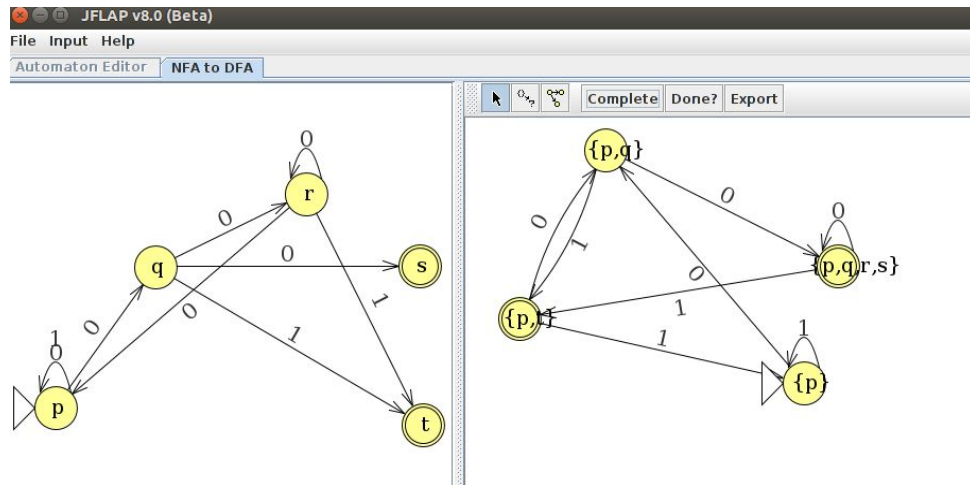 JFLAP v8.0 (Beta)
File Input Help
Automaton Editor NFA to DFA
Complete Done? Export
0
r
0
0
q
s
1
0
0
1
1
0
p
t
{p,q}
0
0
0
1
{p,q,r,s}
0
1
{p,t}
1
1
{p}